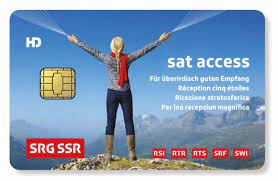 HD
sat access
Für überirdisch guten Empfang
Réception cinq étoiles
Ricezione stratosferica
Per ina recepziun magnifica
SRG SSR
RSI RTR RTS SRF SWI